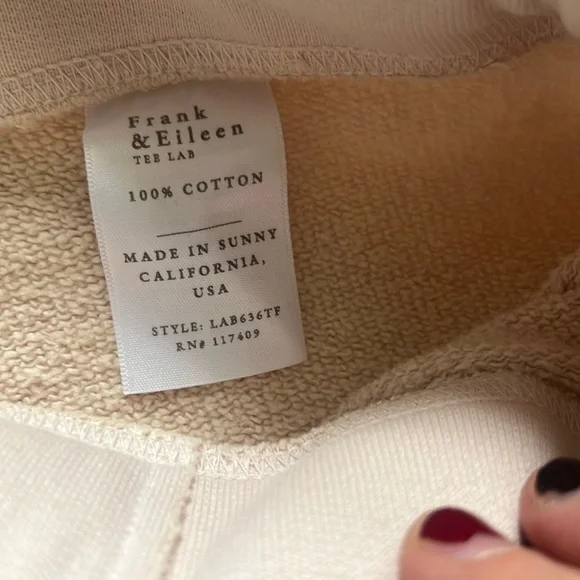 Frank
& Eileen
TEE LAB
100% COTTON
MADE IN SUNNY
CALIFORNIA,
USA
STYLE: LAB636TF
RN# 117409